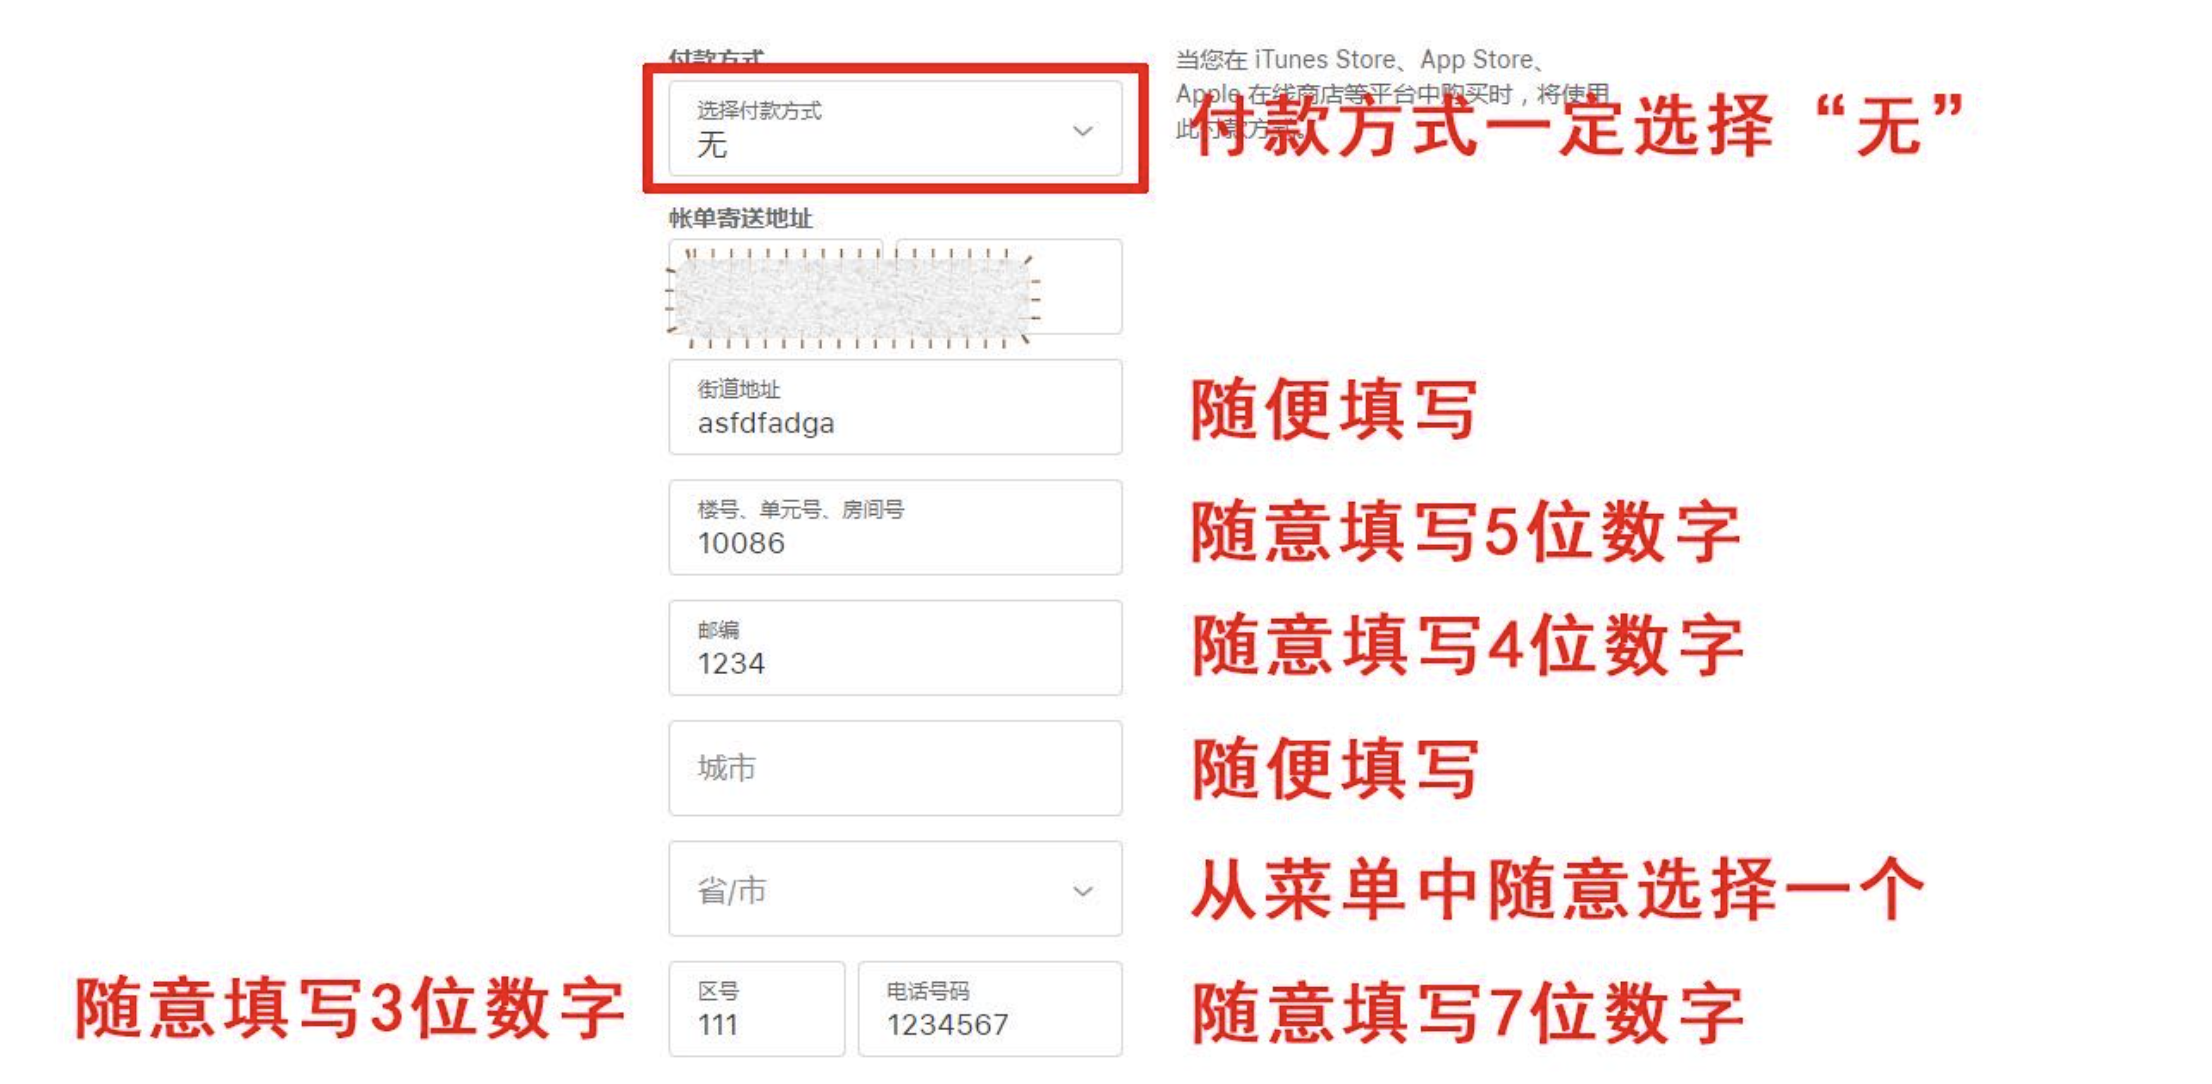 付款方式
当您在 iTunes Store、App Store、
Apple 在线商店等平台中购买时，将使用
此付款方式。
选择付款方式
无
付款方式一定选择“无”
帐单寄送地址
街道地址
asfdfadga
随便填写
楼号、单元号、房间号
10086
随意填写5位数字
邮编
1234
随意填写4位数字
城市
随便填写
省/市
从菜单中随意选择一个
随意填写3位数字
区号
111
电话号码
1234567
随意填写7位数字